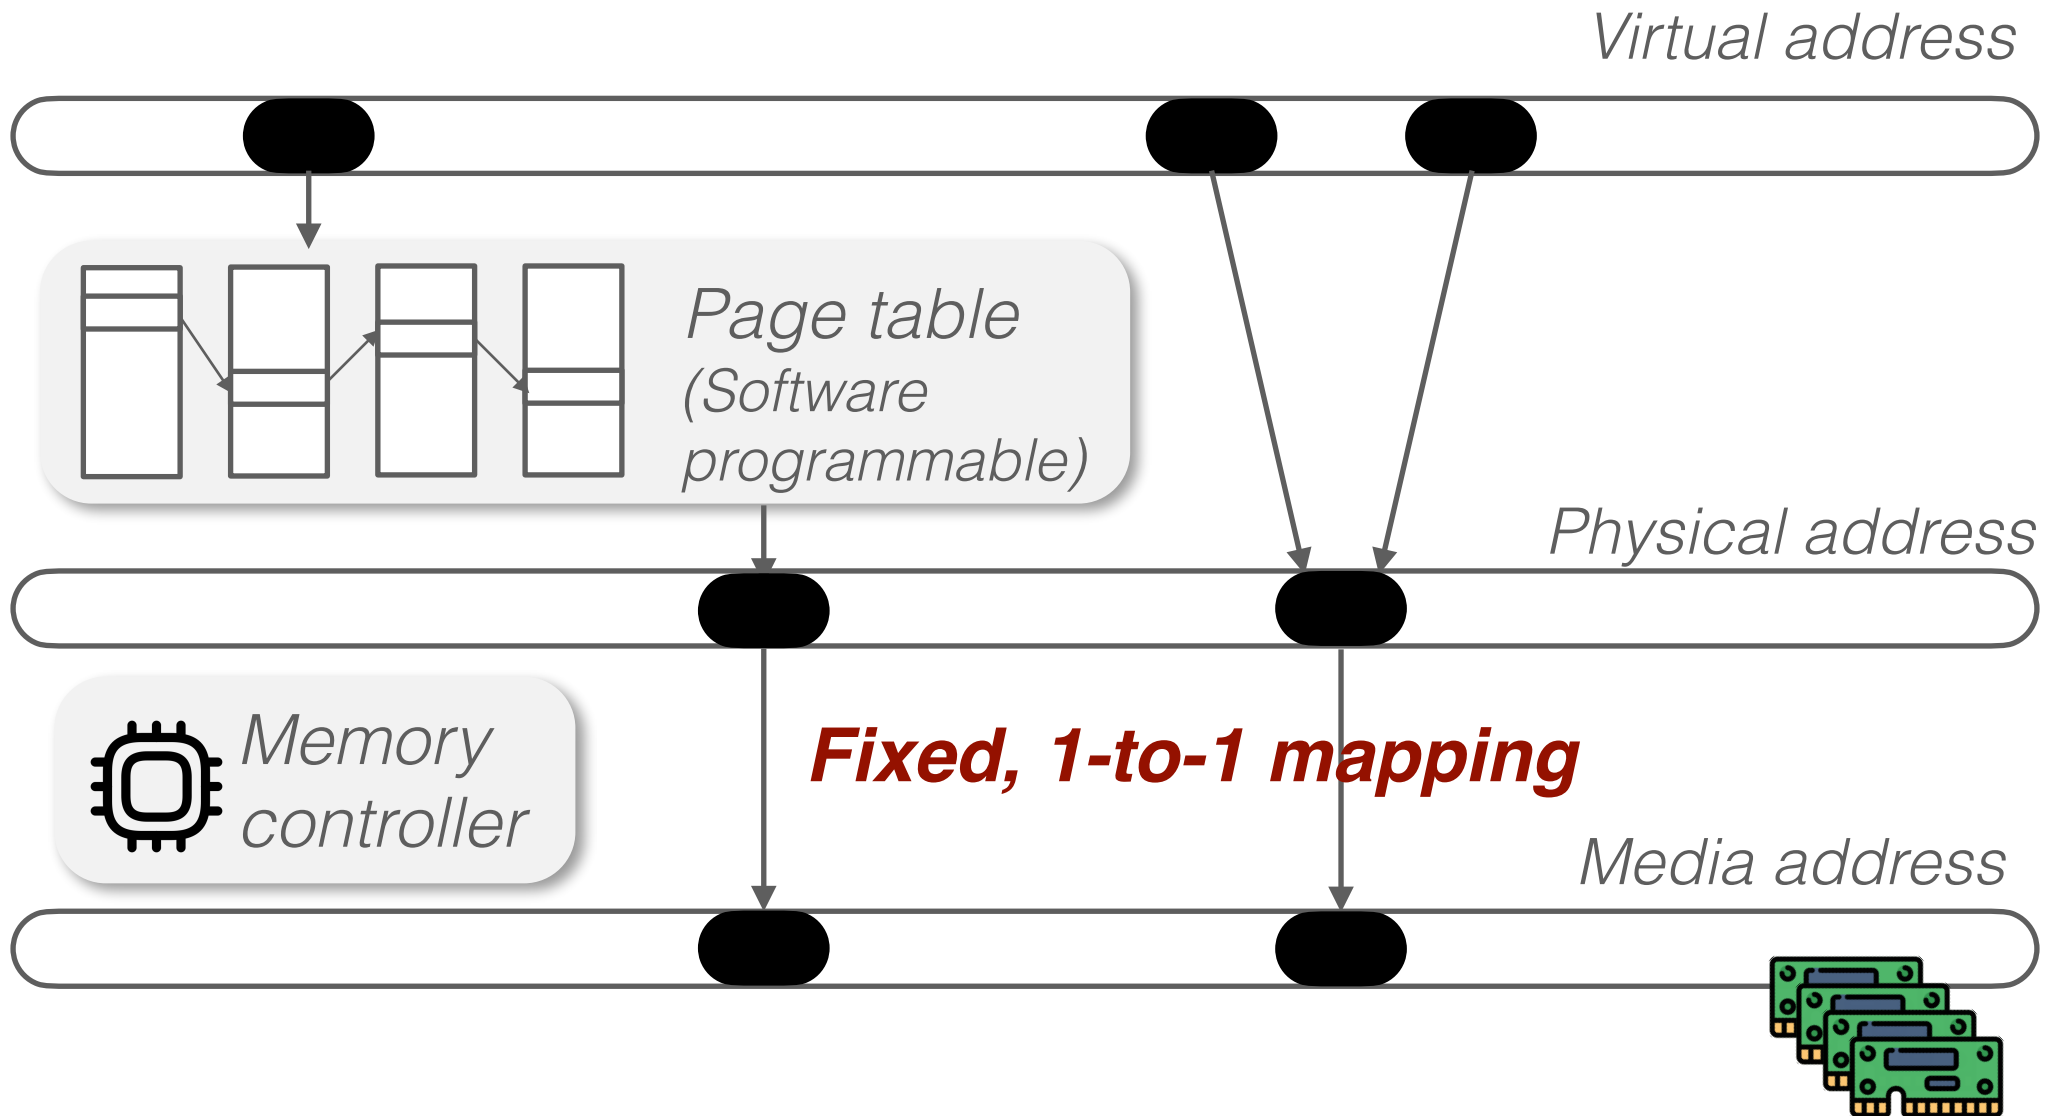 Virtual address
Page table
(Software
programmable)
Physical address
Memory
controller
Fixed, 1-to-1 mapping
Media address